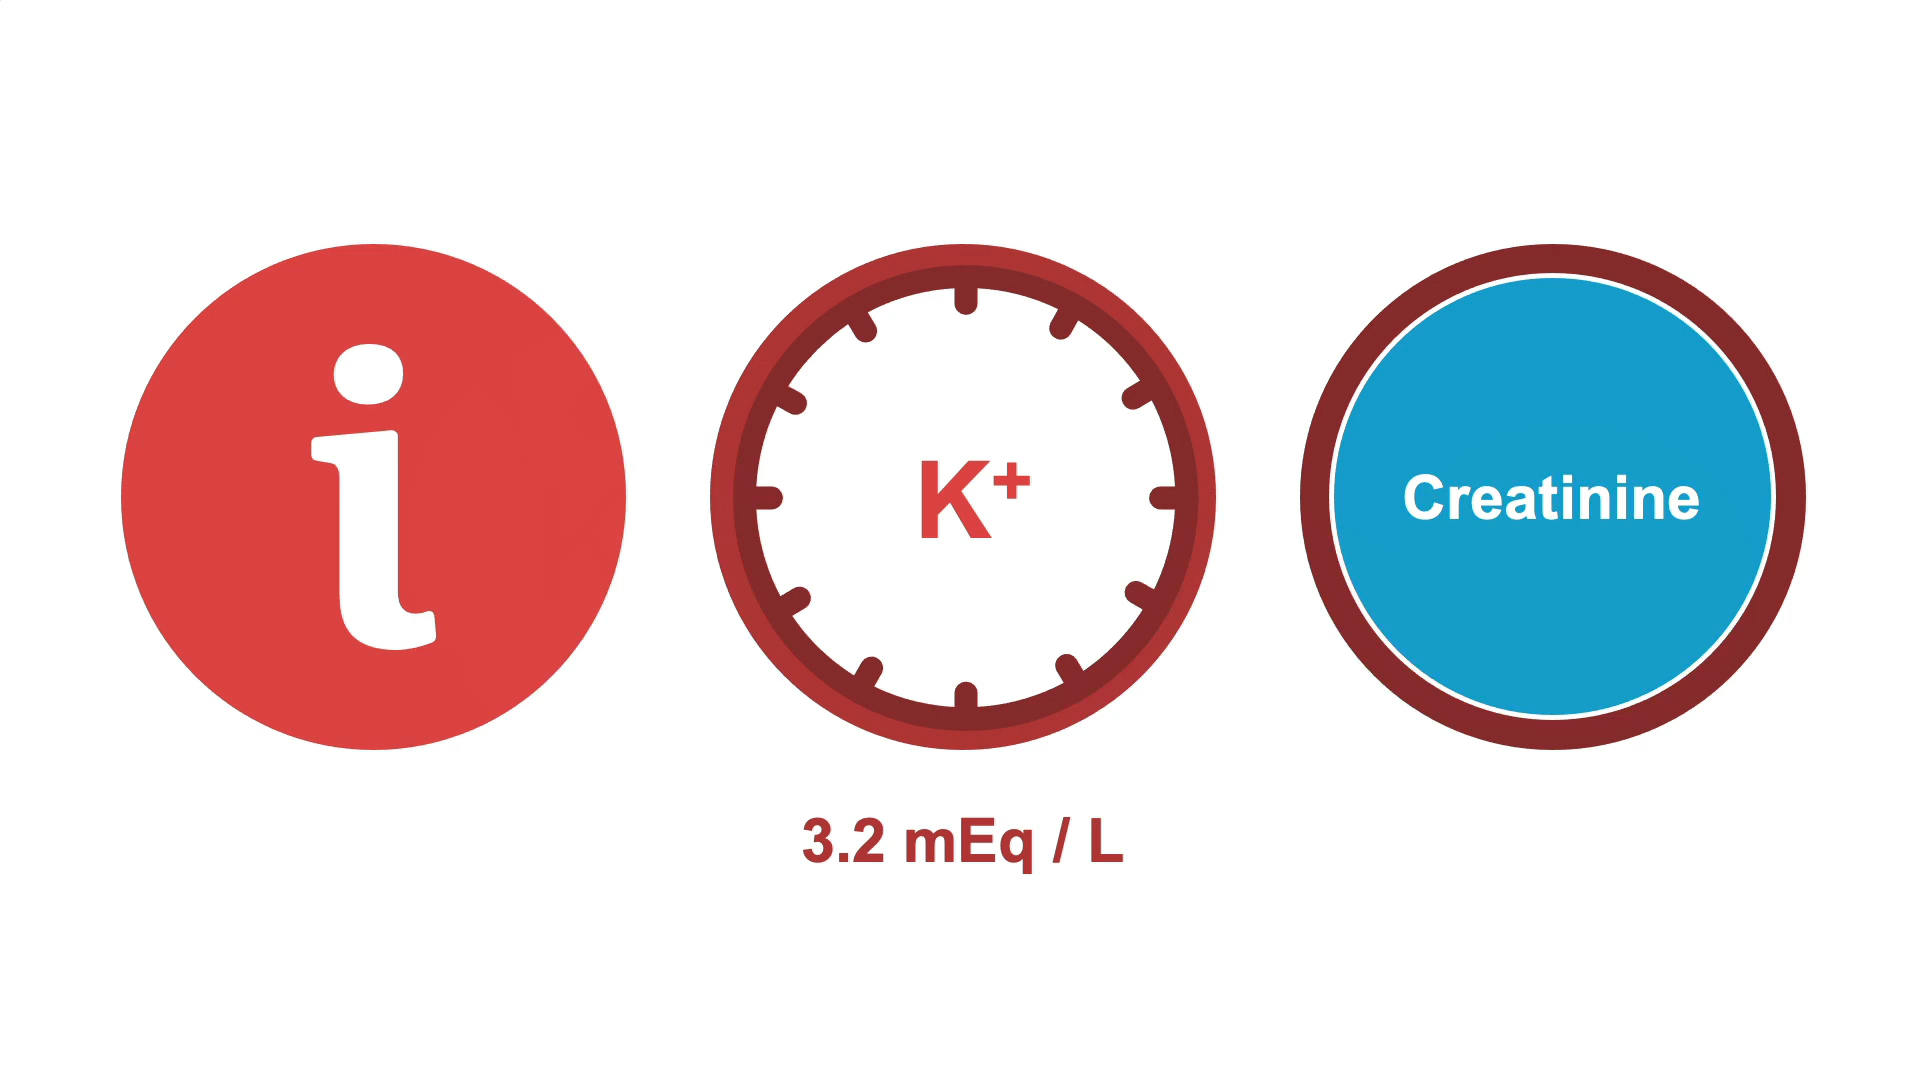 i
K⁺
Creatinine
3.2 mEq / L